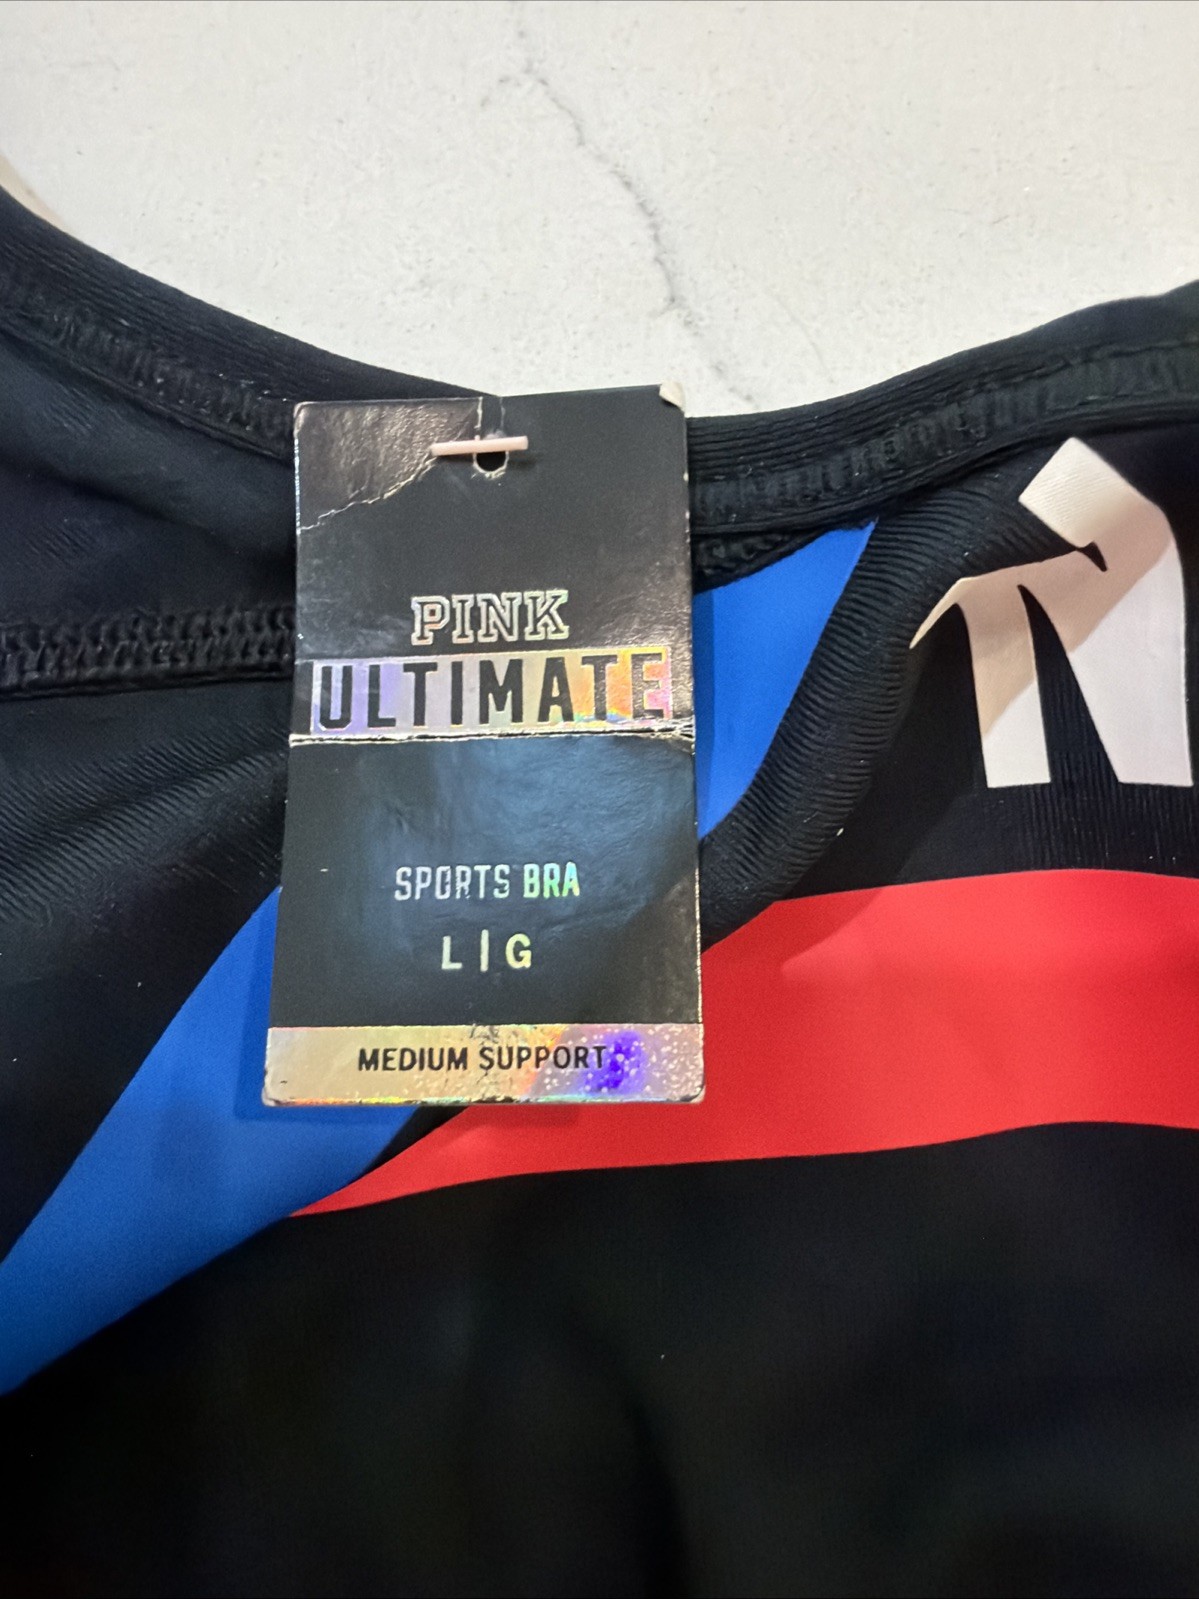 PINK
ULTIMATE
SPORTS BRA
L | G
MEDIUM SUPPORT